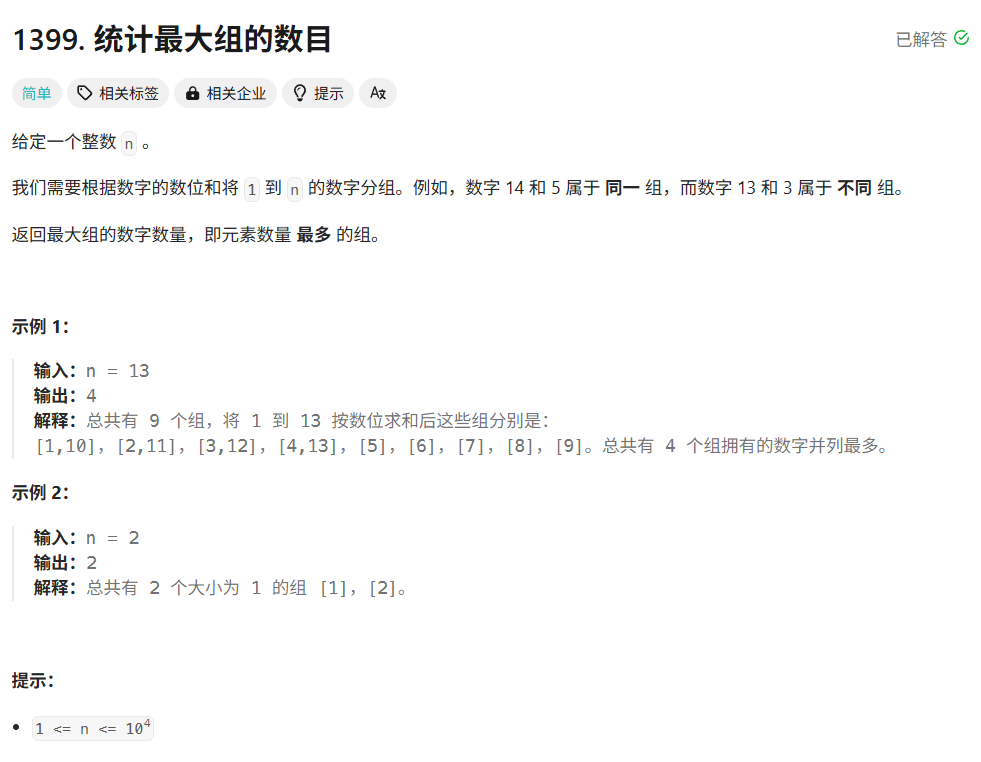 1399. 统计最大组的数目
已解答
简单 相关标签 相关企业 提示 Aあ
给定一个整数 n 。
我们需要根据数字的数位和将 1 到 n 的数字分组。例如，数字 14 和 5 属于 同一 组，而数字 13 和 3 属于 不同 组。
返回最大组的数字数量，即元素数量 最多 的组。
示例 1：
输入：n = 13
输出：4
解释：总共有 9 个组，将 1 到 13 按数位求和后这些组分别是：
[1,10]，[2,11]，[3,12]，[4,13]，[5]，[6]，[7]，[8]，[9]。总共有 4 个组拥有的数字并列最多。
示例 2：
输入：n = 2
输出：2
解释：总共有 2 个大小为 1 的组 [1]，[2]。
提示：
• 1 <= n <= 10⁴